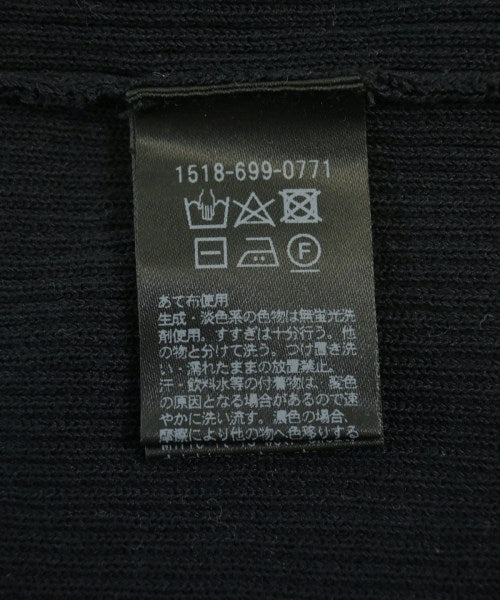 1518-699-0771
F
あて布使用
生成・淡色系の色物は無蛍光洗
剤使用。すすぎは十分行う。他
の物と分けて洗う。つけ置き洗
い・濡れたままの放置禁止。
汗・飲料水等の付着物は、変色
の原因となる場合があるので速
やかに洗い流す。濃色の場合、
摩擦により他の物へ色移りする